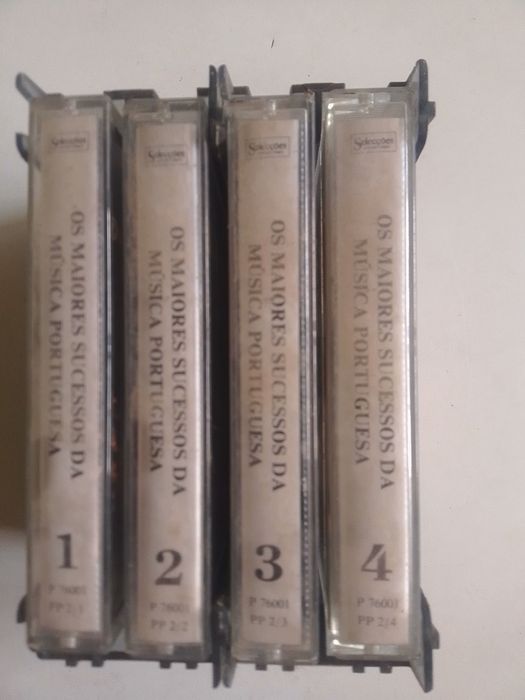 Selecções
OS MAIORES SUCESSOS DA
MÚSICA PORTUGUESA
1
P 76001
PP 2/1
Selecções
OS MAIORES SUCESSOS DA
MÚSICA PORTUGUESA
2
P 76001
PP 2/2
Selecções
OS MAIORES SUCESSOS DA
MÚSICA PORTUGUESA
3
P 76001
PP 2/3
Selecções
OS MAIORES SUCESSOS DA
MÚSICA PORTUGUESA
4
P 76001
PP 2/4